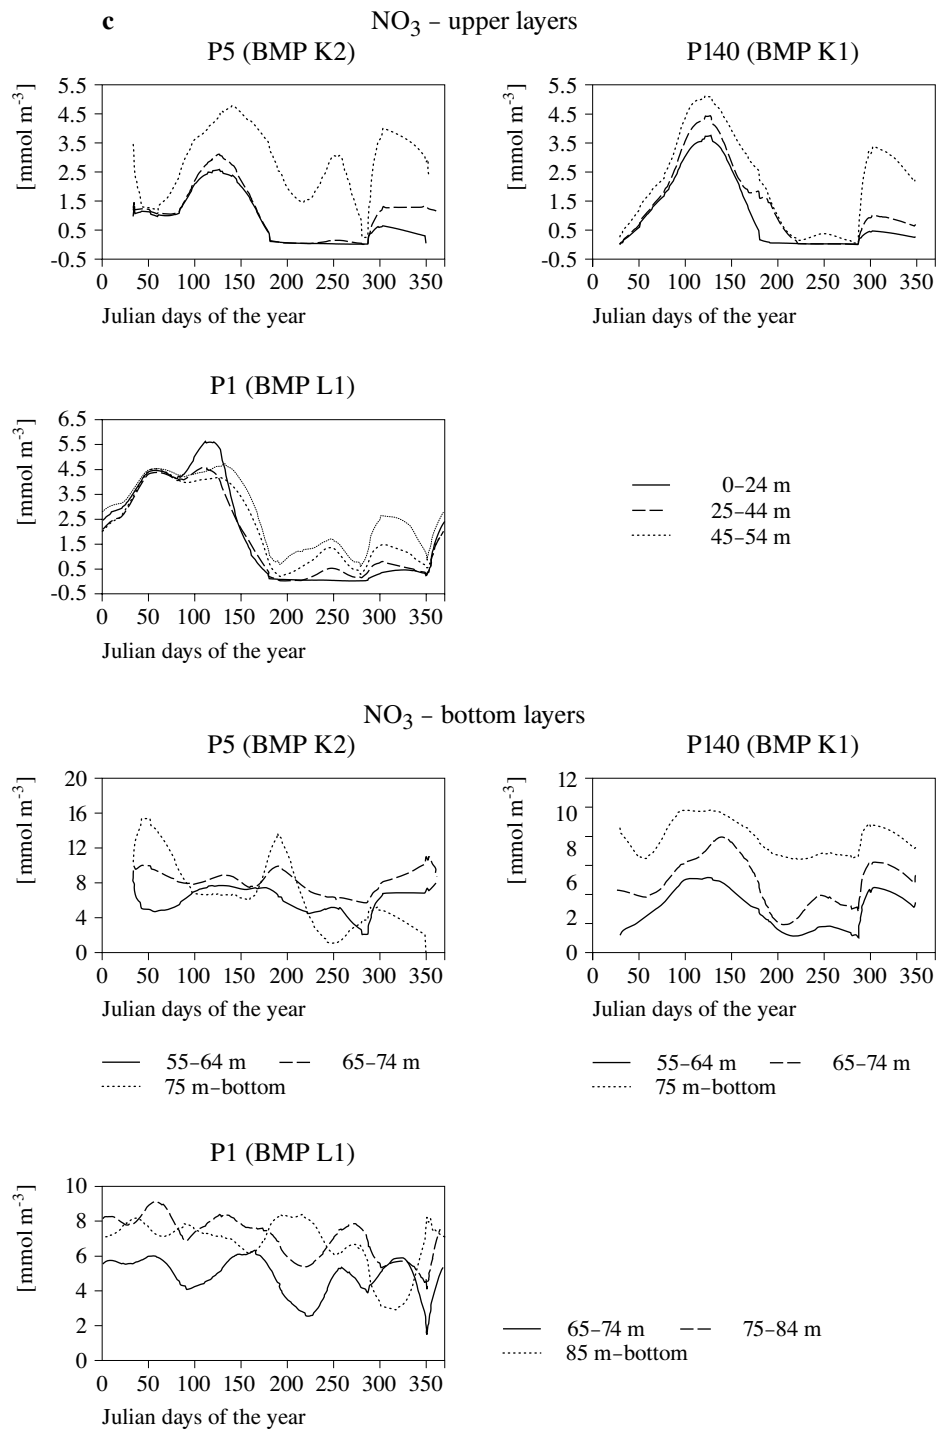 c
NO3 – upper layers
P5 (BMP K2)
P140 (BMP K1)
[mmol m-3]
5.5
4.5
3.5
2.5
1.5
0.5
-0.5
0 50 100 150 200 250 300 350
Julian days of the year
[mmol m-3]
5.5
4.5
3.5
2.5
1.5
0.5
-0.5
0 50 100 150 200 250 300 350
Julian days of the year
P1 (BMP L1)
[mmol m-3]
6.5
5.5
4.5
3.5
2.5
1.5
0.5
-0.5
0 50 100 150 200 250 300 350
Julian days of the year
0–24 m
25–44 m
45–54 m
NO3 – bottom layers
P5 (BMP K2)
P140 (BMP K1)
[mmol m-3]
20
16
12
8
4
0
0 50 100 150 200 250 300 350
Julian days of the year
55–64 m 65–74 m
75 m–bottom
[mmol m-3]
12
10
8
6
4
2
0
0 50 100 150 200 250 300 350
Julian days of the year
55–64 m 65–74 m
75 m–bottom
P1 (BMP L1)
[mmol m-3]
10
8
6
4
2
0
0 50 100 150 200 250 300 350
Julian days of the year
65–74 m 75–84 m
85 m–bottom